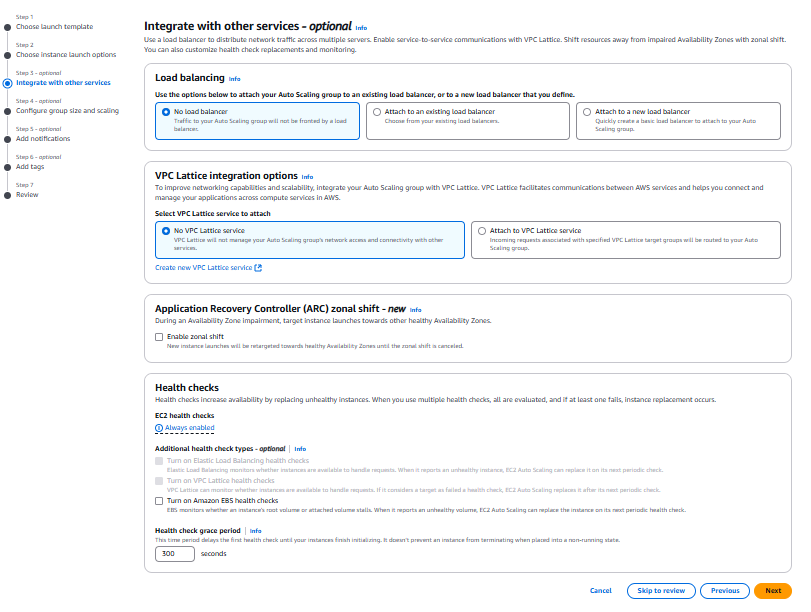 Step 1
Choose launch template
Step 2
Choose instance launch options
Step 3 - optional
Integrate with other services
Step 4 - optional
Configure group size and scaling
Step 5 - optional
Add notifications
Step 6 - optional
Add tags
Step 7
Review
Integrate with other services - optional Info
Use a load balancer to distribute network traffic across multiple servers. Enable service-to-service communications with VPC Lattice. Shift resources away from impaired Availability Zones with zonal shift.
You can also customize health check replacements and monitoring.
Load balancing Info
Use the options below to attach your Auto Scaling group to an existing load balancer, or to a new load balancer that you define.
No load balancer
Traffic to your Auto Scaling group will not be fronted by a load
balancer.
Attach to an existing load balancer
Choose from your existing load balancers.
Attach to a new load balancer
Quickly create a basic load balancer to attach to your Auto
Scaling group.
VPC Lattice integration options Info
To improve networking capabilities and scalability, integrate your Auto Scaling group with VPC Lattice. VPC Lattice facilitates communications between AWS services and helps you connect and
manage your applications across compute services in AWS.
Select VPC Lattice service to attach
No VPC Lattice service
VPC Lattice will not manage your Auto Scaling group's network access and connectivity with other
services.
Attach to VPC Lattice service
Incoming requests associated with specified VPC Lattice target groups will be routed to your Auto
Scaling group.
Create new VPC Lattice service
Application Recovery Controller (ARC) zonal shift - new Info
During an Availability Zone impairment, target instance launches towards other healthy Availability Zones.
Enable zonal shift
New instance launches will be retargeted towards healthy Availability Zones until the zonal shift is canceled.
Health checks
Health checks increase availability by replacing unhealthy instances. When you use multiple health checks, all are evaluated, and if at least one fails, instance replacement occurs.
EC2 health checks
Always enabled
Additional health check types - optional | Info
Turn on Elastic Load Balancing health checks
Elastic Load Balancing monitors whether instances are available to handle requests. When it reports an unhealthy instance, EC2 Auto Scaling can replace it on its next periodic check.
Turn on VPC Lattice health checks
VPC Lattice can monitor whether instances are available to handle requests. If it considers a target as failed a health check, EC2 Auto Scaling replaces it after its next periodic check.
Turn on Amazon EBS health checks
EBS monitors whether an instance's root volume or attached volume stalls. When it reports an unhealthy volume, EC2 Auto Scaling can replace the instance on its next periodic health check.
Health check grace period | Info
This time period delays the first health check until your instances finish initializing. It doesn't prevent an instance from terminating when placed into a non-running state.
300 seconds
Cancel Skip to review Previous Next